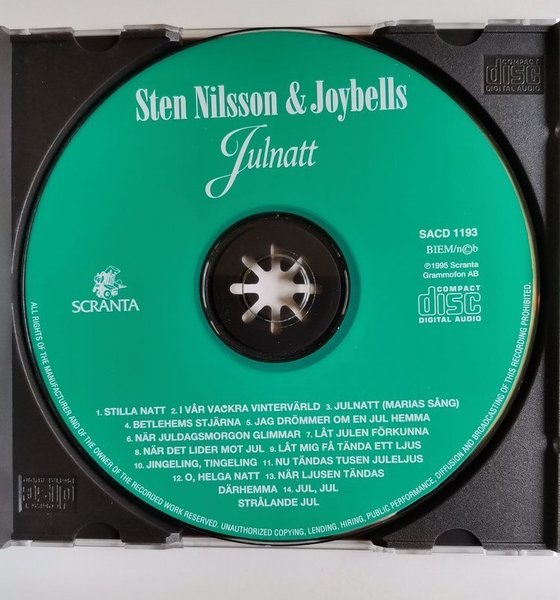 COMPACT
disc
DIGITAL AUDIO
Sten Nilsson & Joybells
Julnatt
SACD 1193
BIEM/n©b
℗1995 Scranta
Grammofon AB
COMPACT
disc
DIGITAL AUDIO
SCRANTA
1. STILLA NATT 2. I VÅR VACKRA VINTERVÄRLD 3. JULNATT (MARIAS SÅNG)
4. BETLEHEMS STJÄRNA 5. JAG DRÖMMER OM EN JUL HEMMA
6. NÄR JULDAGSMORGON GLIMMAR 7. LÅT JULEN FÖRKUNNA
8. NÄR DET LIDER MOT JUL 9. LÅT MIG FÅ TÄNDA ETT LJUS
10. JINGELING, TINGELING 11. NU TÄNDAS TUSEN JULELJUS
12. O, HELGA NATT 13. NÄR LJUSEN TÄNDAS
DÄRHEMMA 14. JUL, JUL
STRÅLANDE JUL
ALL RIGHTS OF THE MANUFACTURER AND OF THE OWNER OF THE RECORDED WORK RESERVED. UNAUTHORIZED COPYING, LENDING, HIRING, PUBLIC PERFORMANCE, DIFFUSION AND BROADCASTING OF THIS RECORDING PROHIBITED.